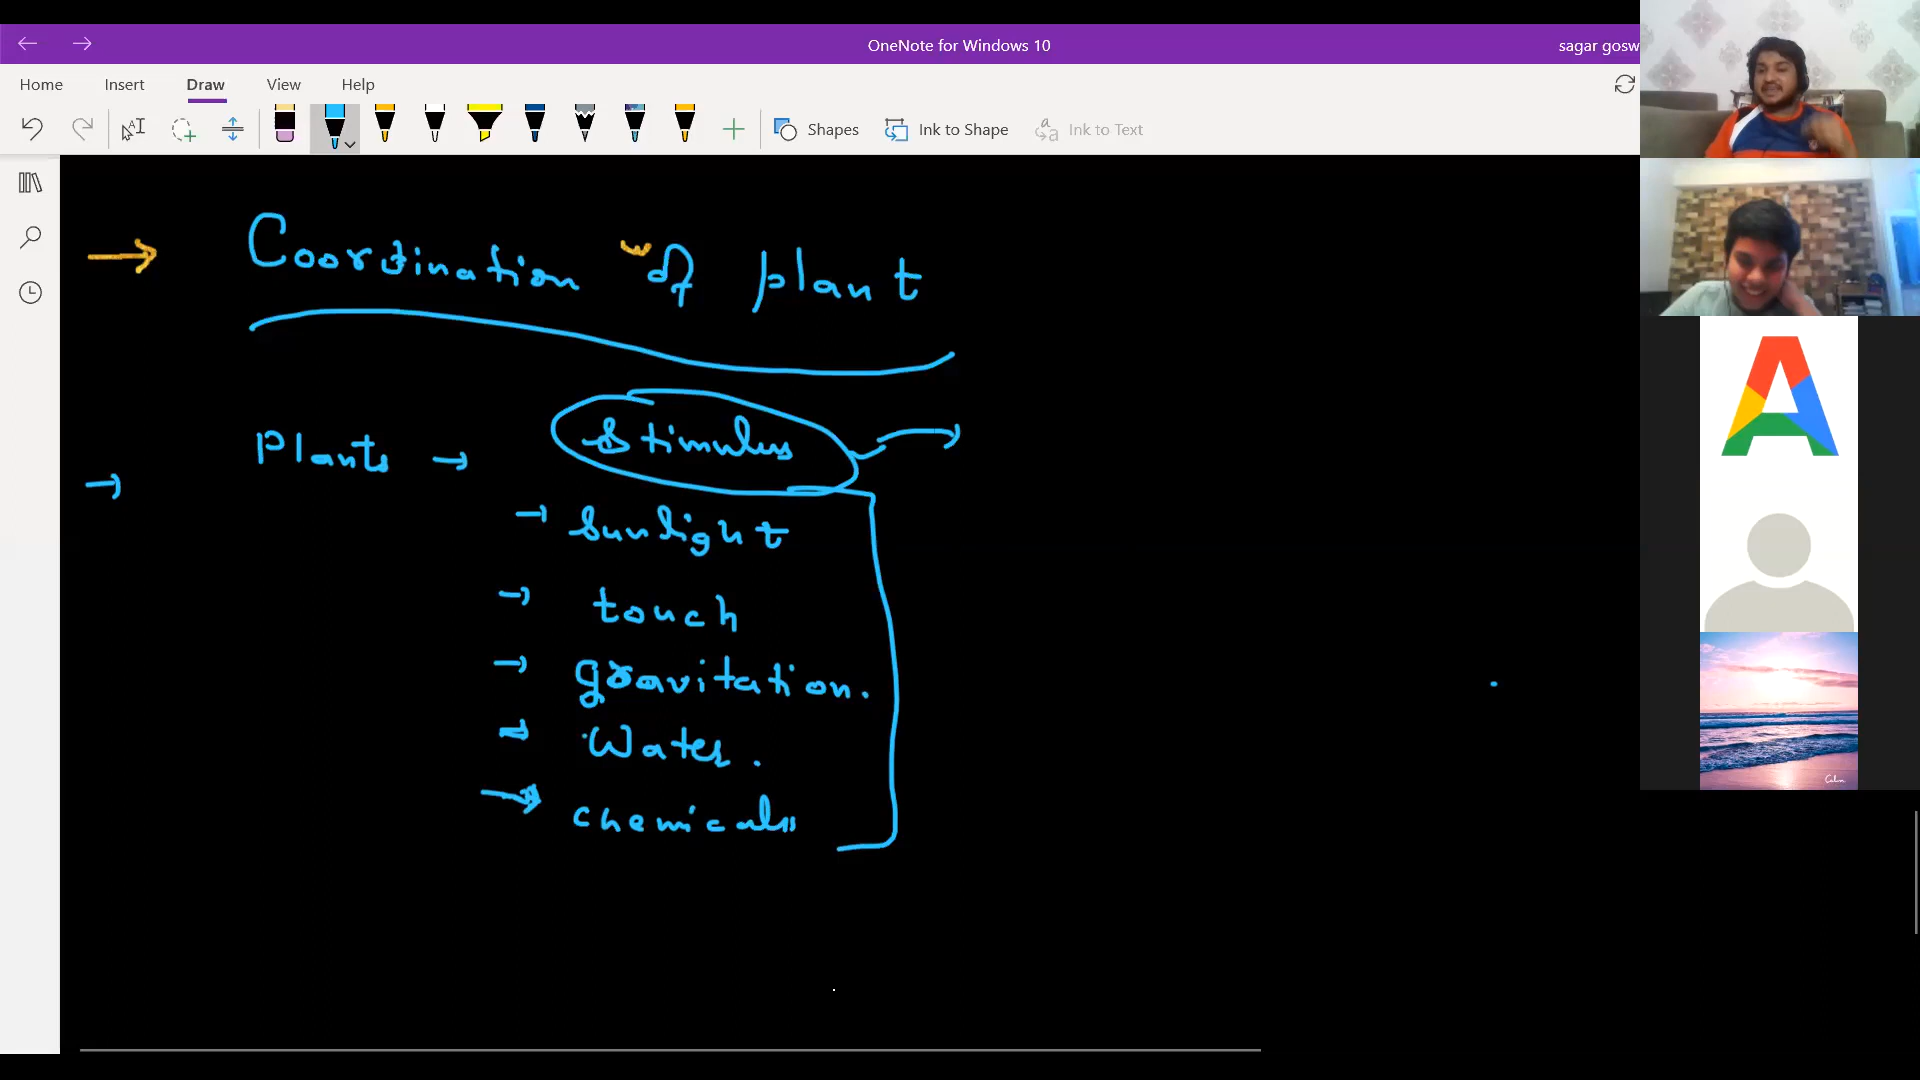 OneNote for Windows 10
sagar gosw
Home Insert Draw View Help
Shapes Ink to Shape Ink to Text
→ Coordination of plant
Plants → Stimulus →
→
→ Sunlight
→ touch
→ gravitation.
→ Water.
→ chemicals
A
Calm